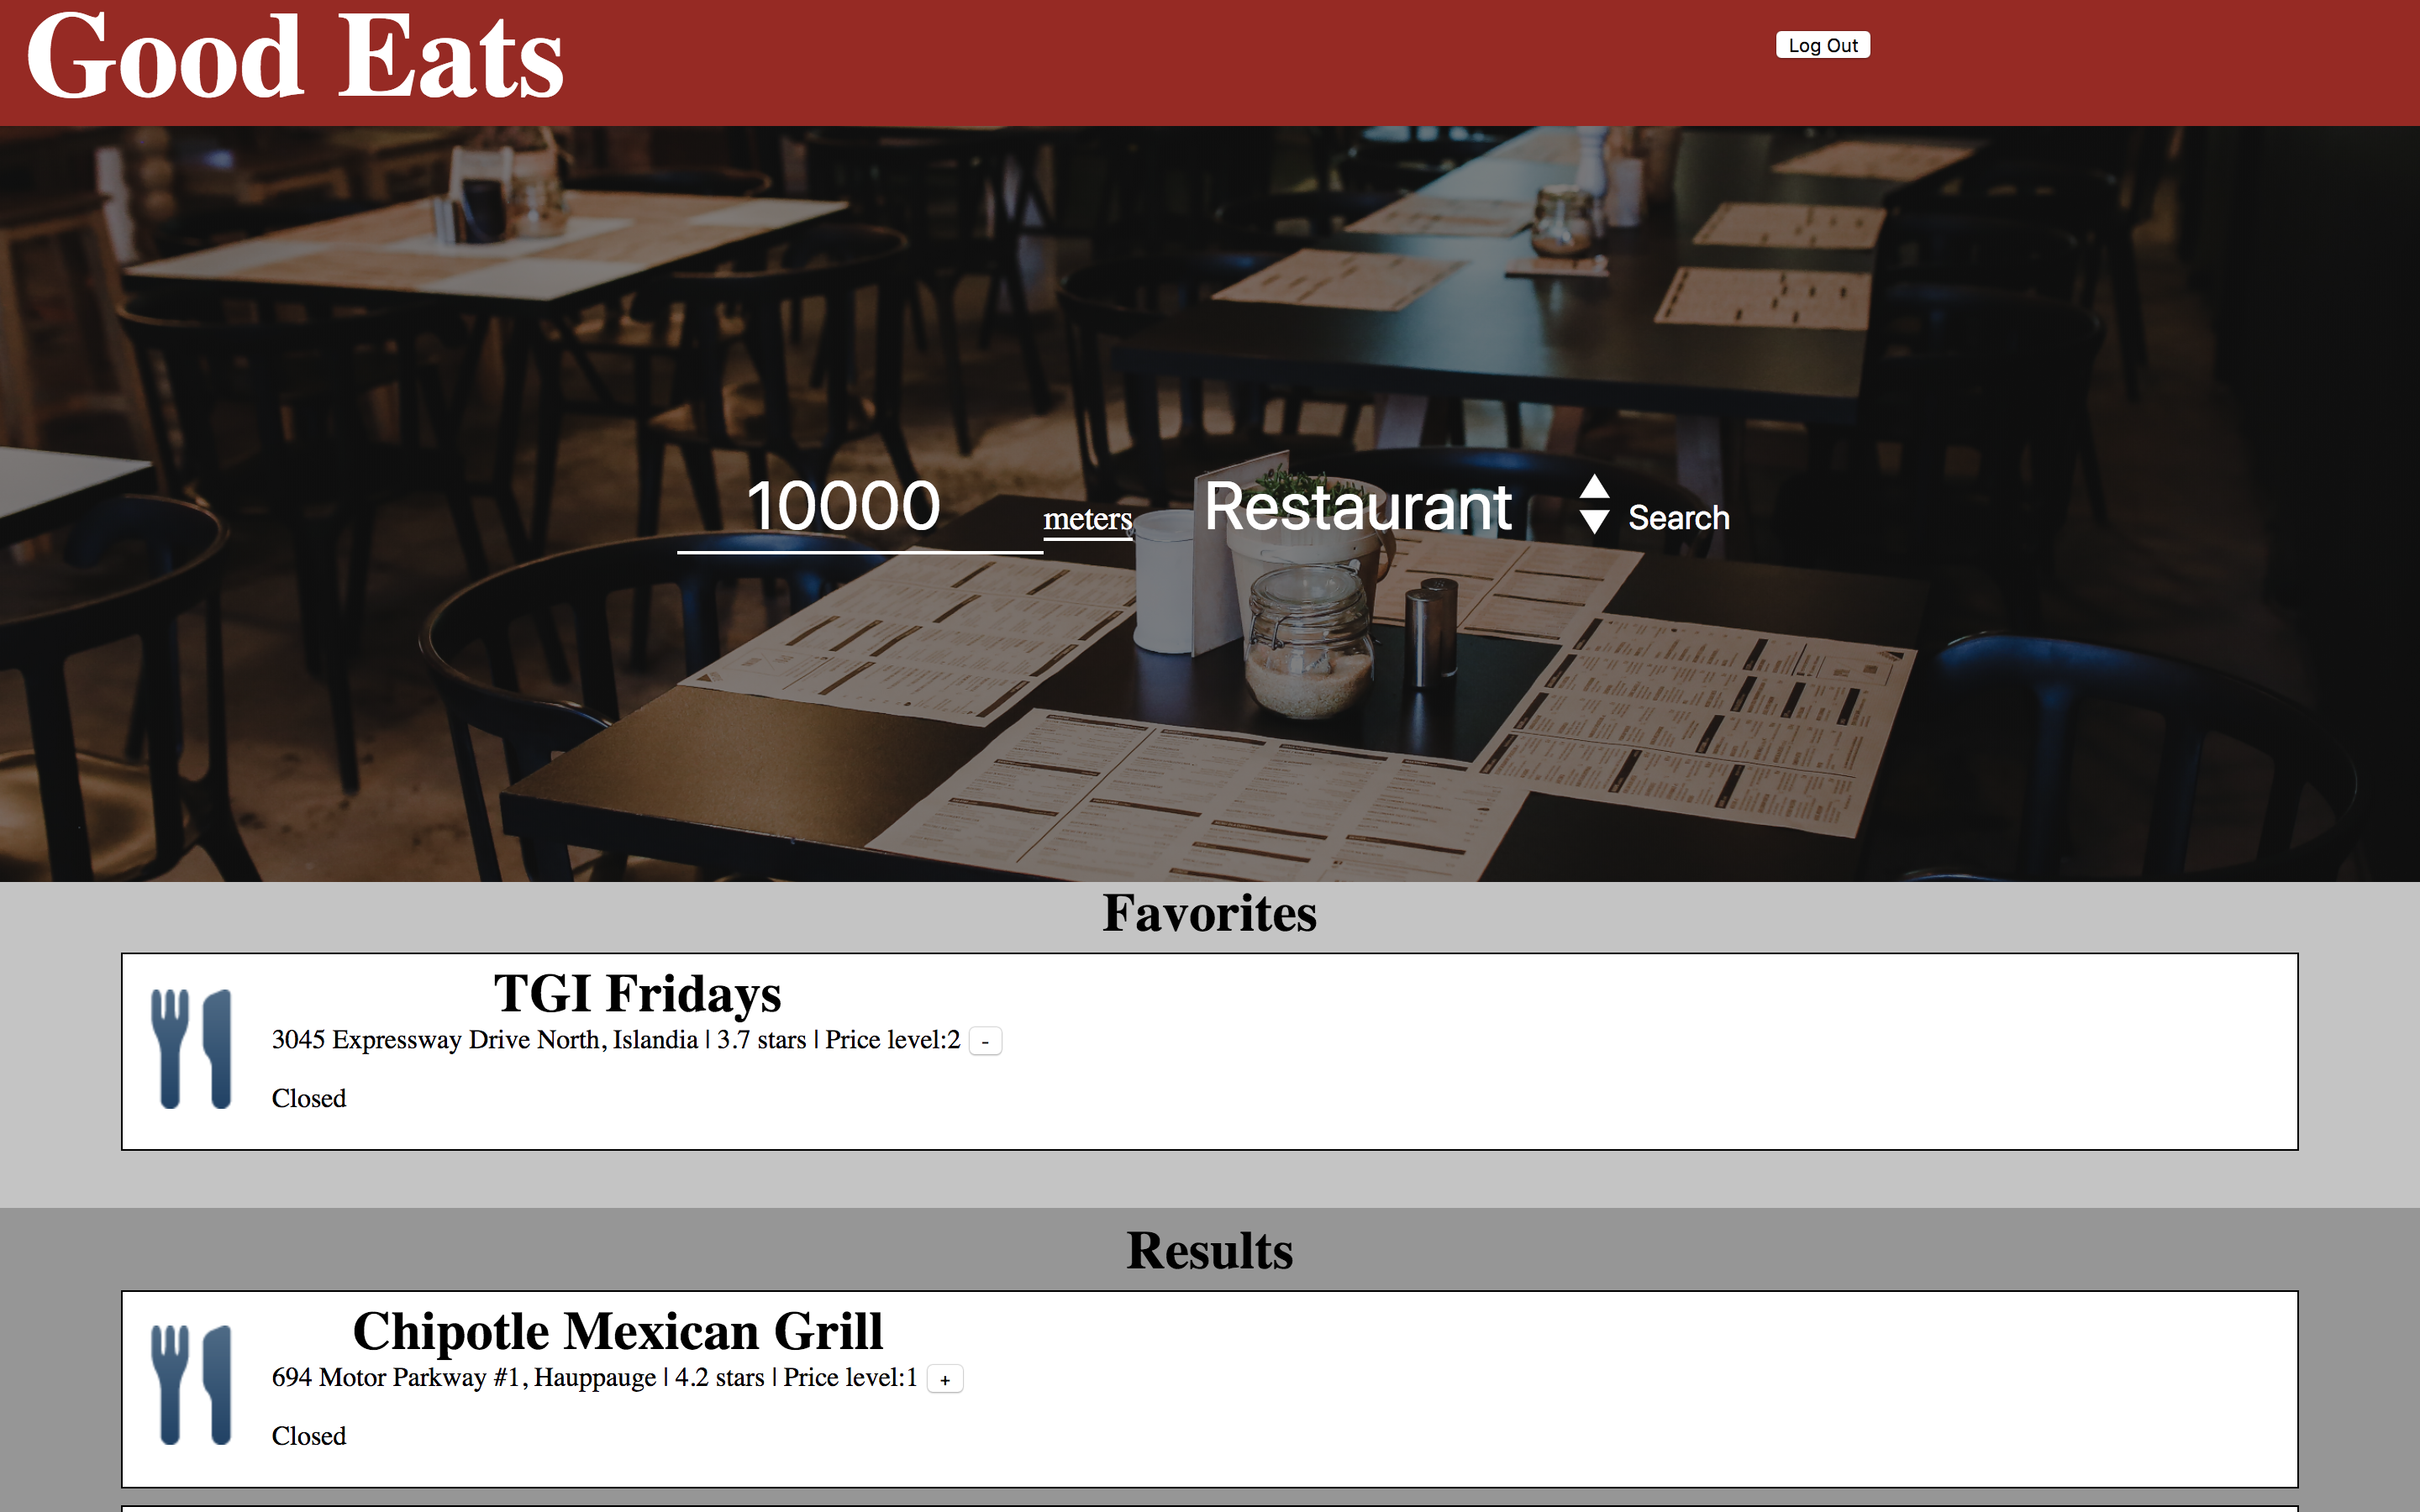 Good Eats
Log Out
10000 meters Restaurant Search
Favorites
TGI Fridays
3045 Expressway Drive North, Islandia | 3.7 stars | Price level:2 -
Closed
Results
Chipotle Mexican Grill
694 Motor Parkway #1, Hauppauge | 4.2 stars | Price level:1 +
Closed